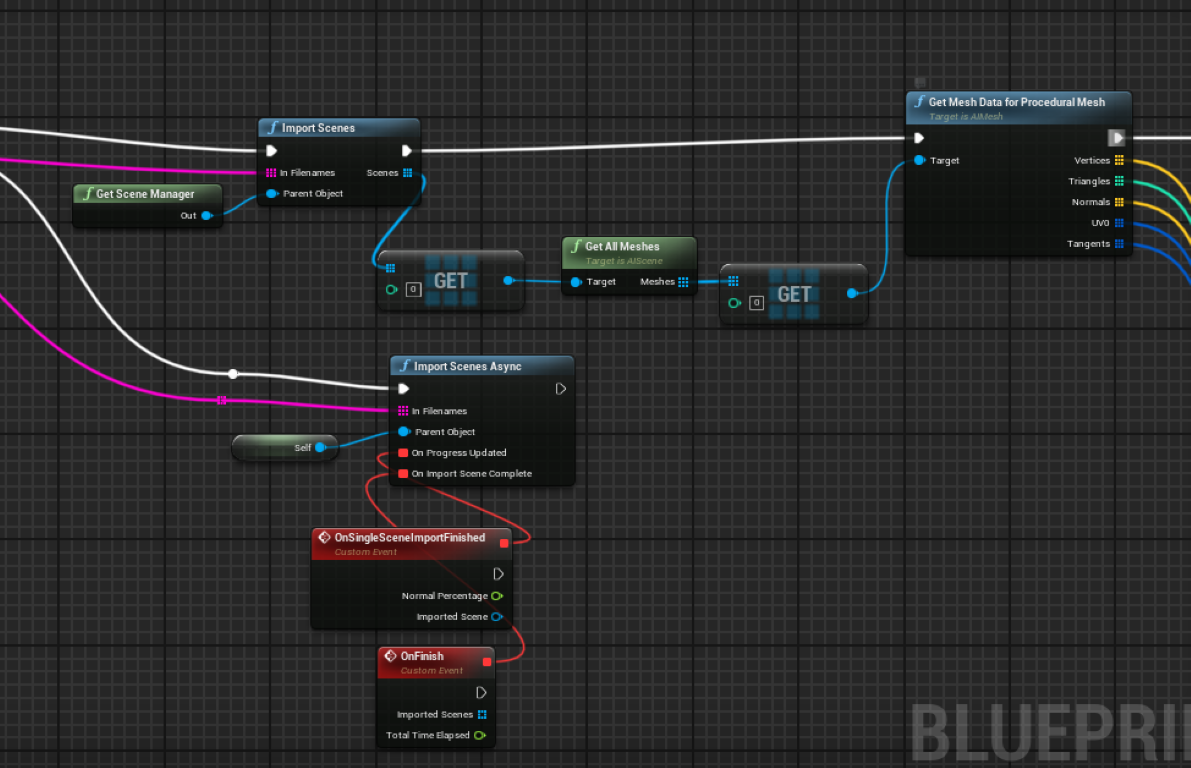 Import Scenes
In Filenames
Scenes
Parent Object
Get Scene Manager
Out
0
GET
Get All Meshes
Target is AIScene
Target
Meshes
0
GET
Get Mesh Data for Procedural Mesh
Target is AIMesh
Target
Vertices
Triangles
Normals
UV0
Tangents
Import Scenes Async
In Filenames
Parent Object
On Progress Updated
On Import Scene Complete
Self
OnSingleSceneImportFinished
Custom Event
Normal Percentage
Imported Scene
OnFinish
Custom Event
Imported Scenes
Total Time Elapsed
BLUEPRI